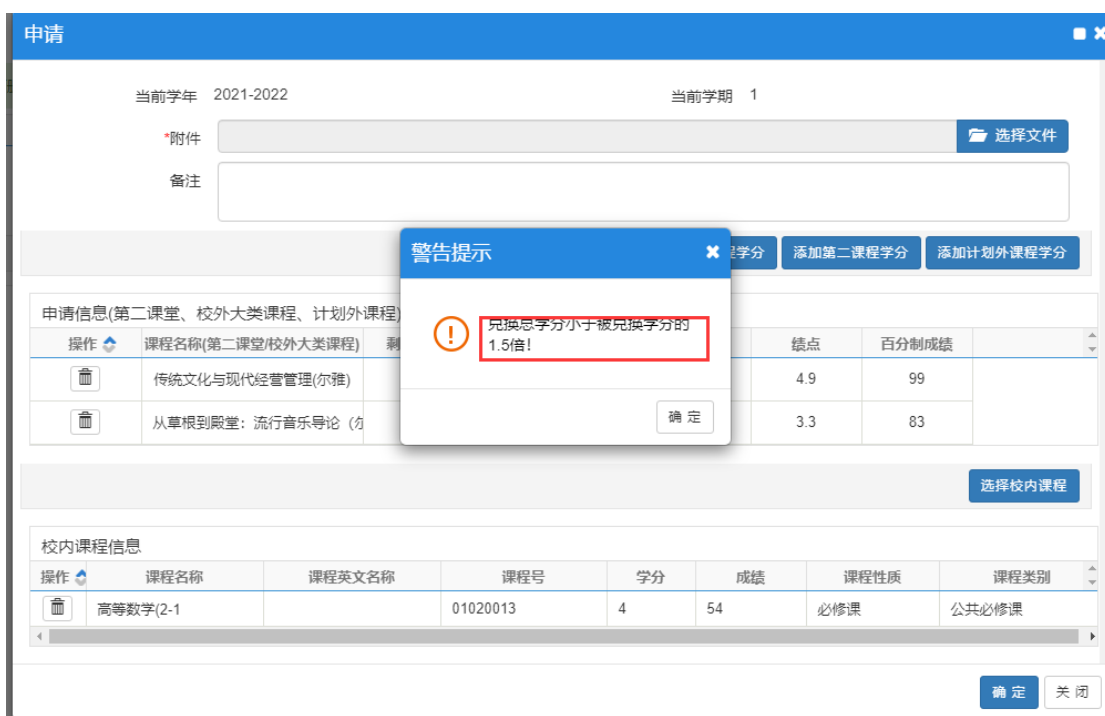 申请
当前学年 2021-2022 当前学期 1
*附件 选择文件
备注
学分 添加第二课程学分 添加计划外课程学分
警告提示
兑换总学分小于被兑换学分的
1.5倍!
确定
申请信息(第二课堂、校外大类课程、计划外课程)
操作 课程名称(第二课堂/校外大类课程) 剩 绩点 百分制成绩
传统文化与现代经营管理(尔雅) 4.9 99
从草根到殿堂：流行音乐导论（尔 3.3 83
选择校内课程
校内课程信息
操作 课程名称 课程英文名称 课程号 学分 成绩 课程性质 课程类别
高等数学(2-1 01020013 4 54 必修课 公共必修课
确定 关闭